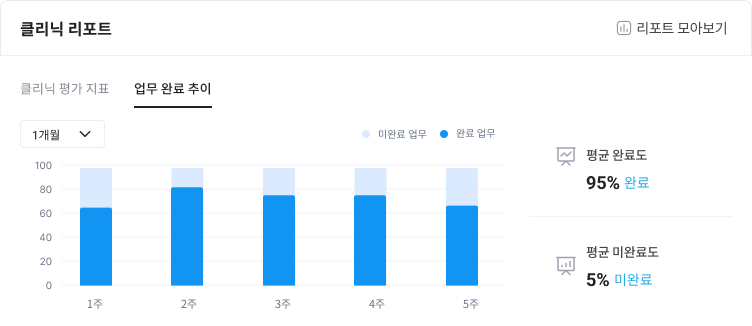 클리닉 리포트
리포트 모아보기
클리닉 평가 지표
업무 완료 추이
1개월
미완료 업무
완료 업무
100
80
60
40
20
0
1주
2주
3주
4주
5주
평균 완료도
95% 완료
평균 미완료도
5% 미완료